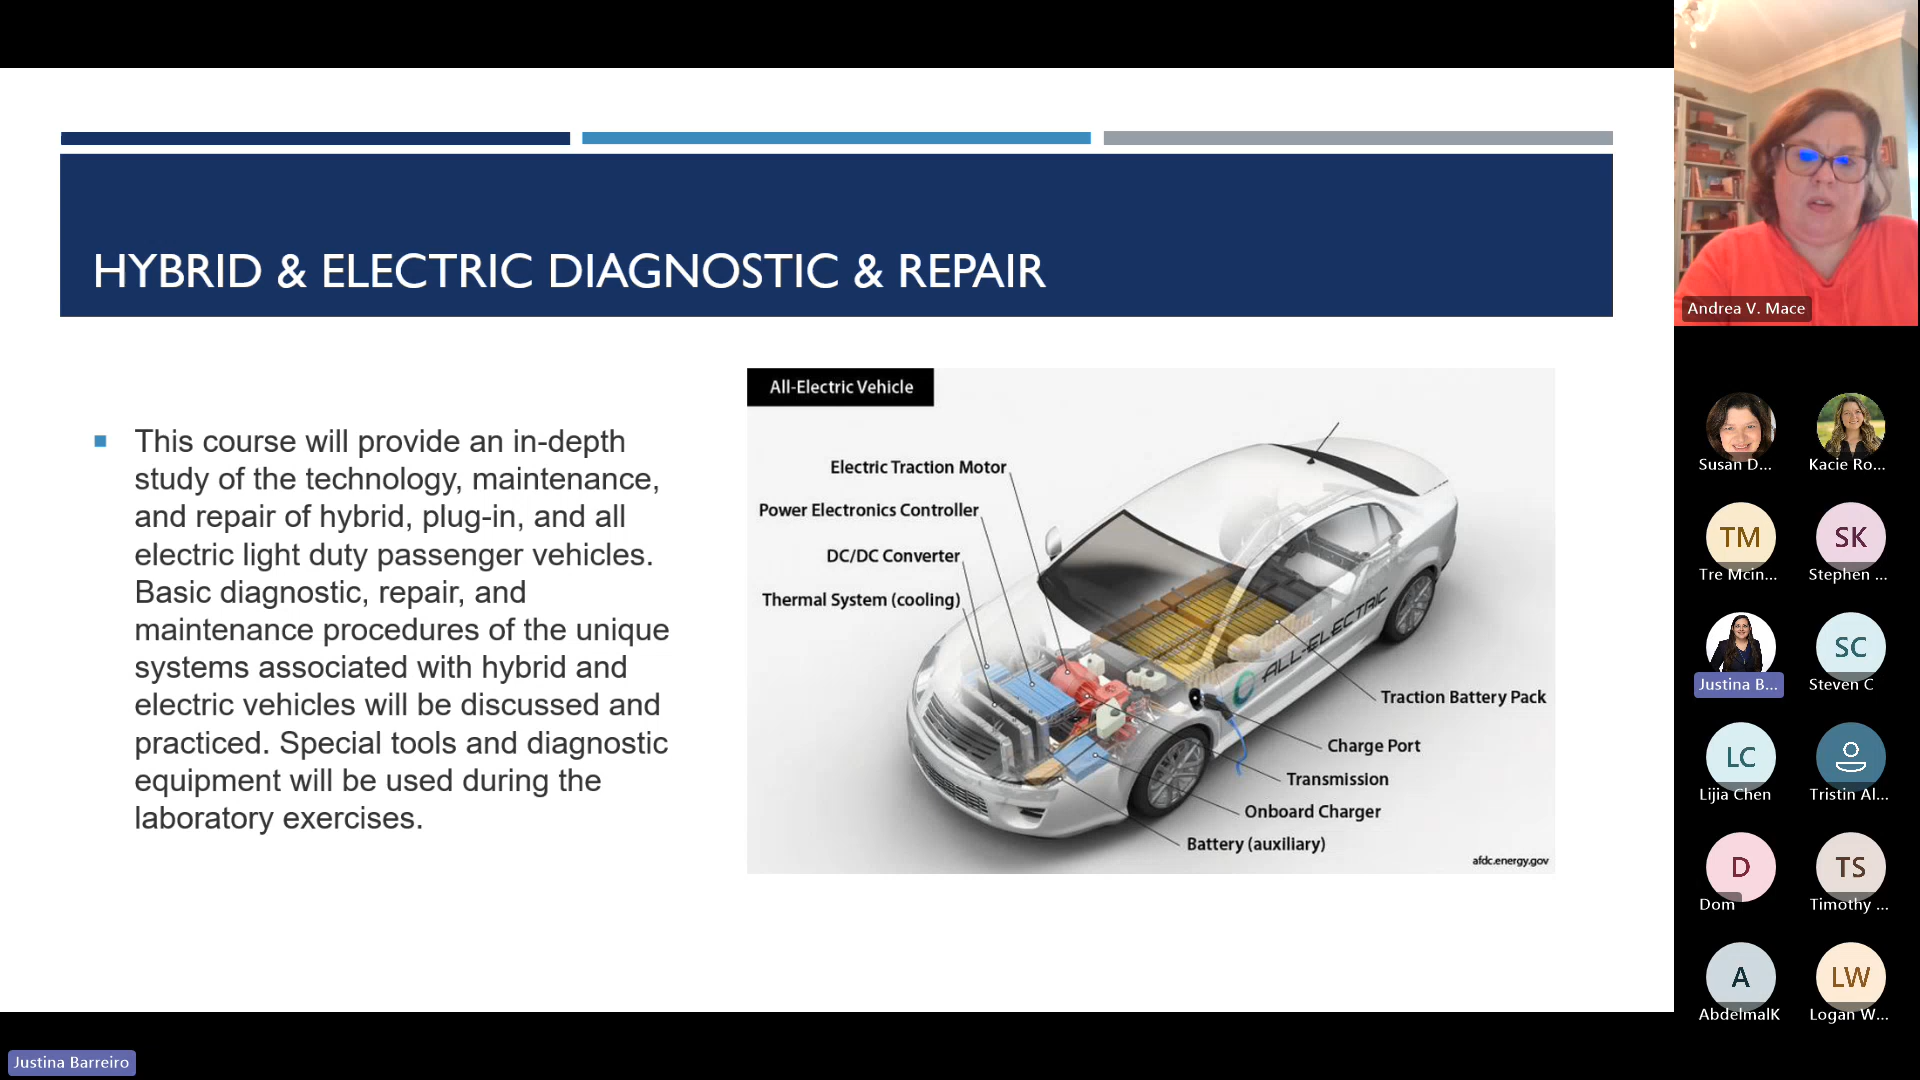 HYBRID & ELECTRIC DIAGNOSTIC & REPAIR
This course will provide an in-depth
study of the technology, maintenance,
and repair of hybrid, plug-in, and all
electric light duty passenger vehicles.
Basic diagnostic, repair, and
maintenance procedures of the unique
systems associated with hybrid and
electric vehicles will be discussed and
practiced. Special tools and diagnostic
equipment will be used during the
laboratory exercises.
All-Electric Vehicle
Electric Traction Motor
Power Electronics Controller
DC/DC Converter
Thermal System (cooling)
ALL-ELECTRIC
Traction Battery Pack
Charge Port
Transmission
Onboard Charger
Battery (auxiliary)
afdc.energy.gov
Andrea V. Mace
Susan D...
Kacie Ro...
TM
SK
Tre Mcin...
Stephen ...
SC
Justina B...
Steven C
LC
Lijia Chen
Tristin Al...
D
TS
Dom
Timothy ...
A
LW
AbdelmalK
Logan W...
Justina Barreiro